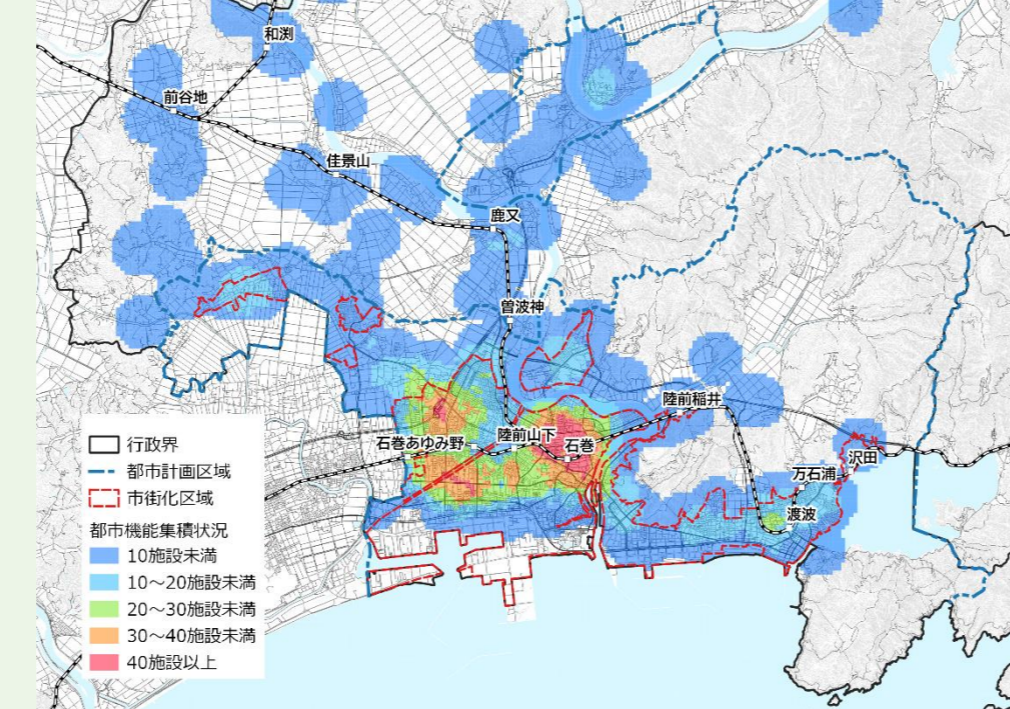 和渕
前谷地
佳景山
鹿又
曽波神
陸前稲井
陸前山下
石巻あゆみ野
石巻
沢田
万石浦
渡波
行政界
都市計画区域
市街化区域
都市機能集積状況
10施設未満
10～20施設未満
20～30施設未満
30～40施設未満
40施設以上